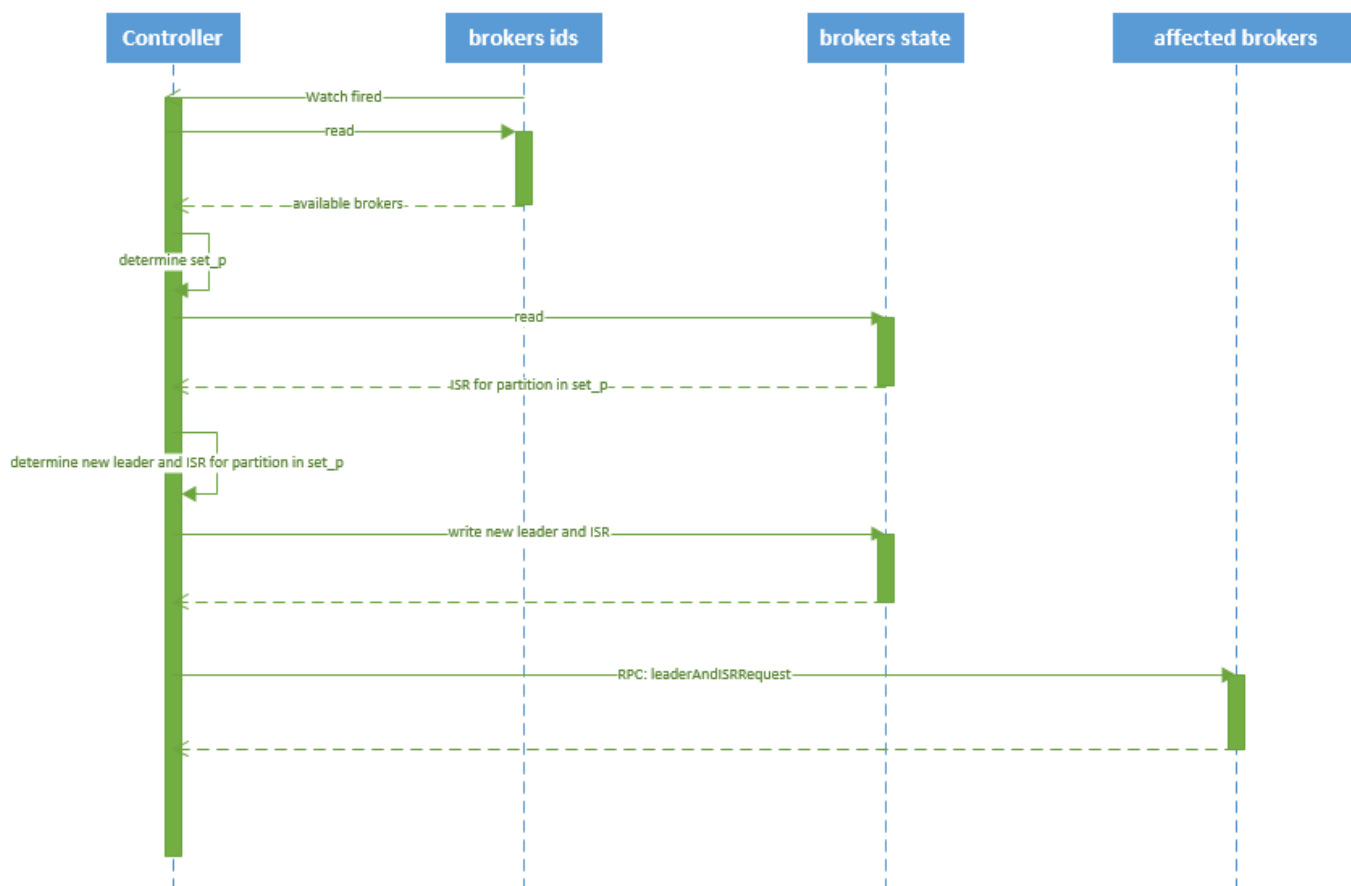 Controller
brokers ids
brokers state
affected brokers
Watch fired
read
available brokers
determine set_p
read
ISR for partition in set_p
determine new leader and ISR for partition in set_p
write new leader and ISR
RPC: leaderAndISRRequest